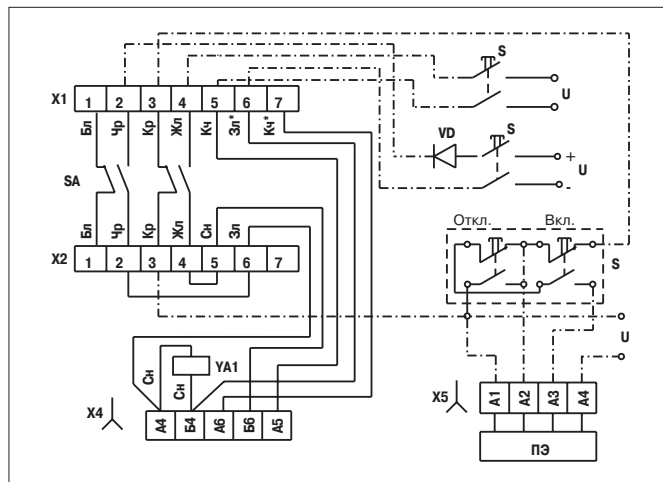 S
X1 1 2 3 4 5 6 7
U
Бл Чр Кр Жл Кч Зл* Кч*
VD S
+
U
-
SA
Откл. Вкл.
Бл Чр Кр Жл Сн Зл
S
X2 1 2 3 4 5 6 7
U
Сн YA1
Сн
X4 А4 Б4 А6 Б6 А5
X5 А1 А2 А3 А4
ПЭ